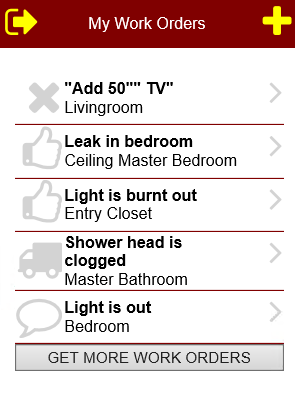 My Work Orders
"Add 50"" TV"
Livingroom
Leak in bedroom
Ceiling Master Bedroom
Light is burnt out
Entry Closet
Shower head is
clogged
Master Bathroom
Light is out
Bedroom
GET MORE WORK ORDERS